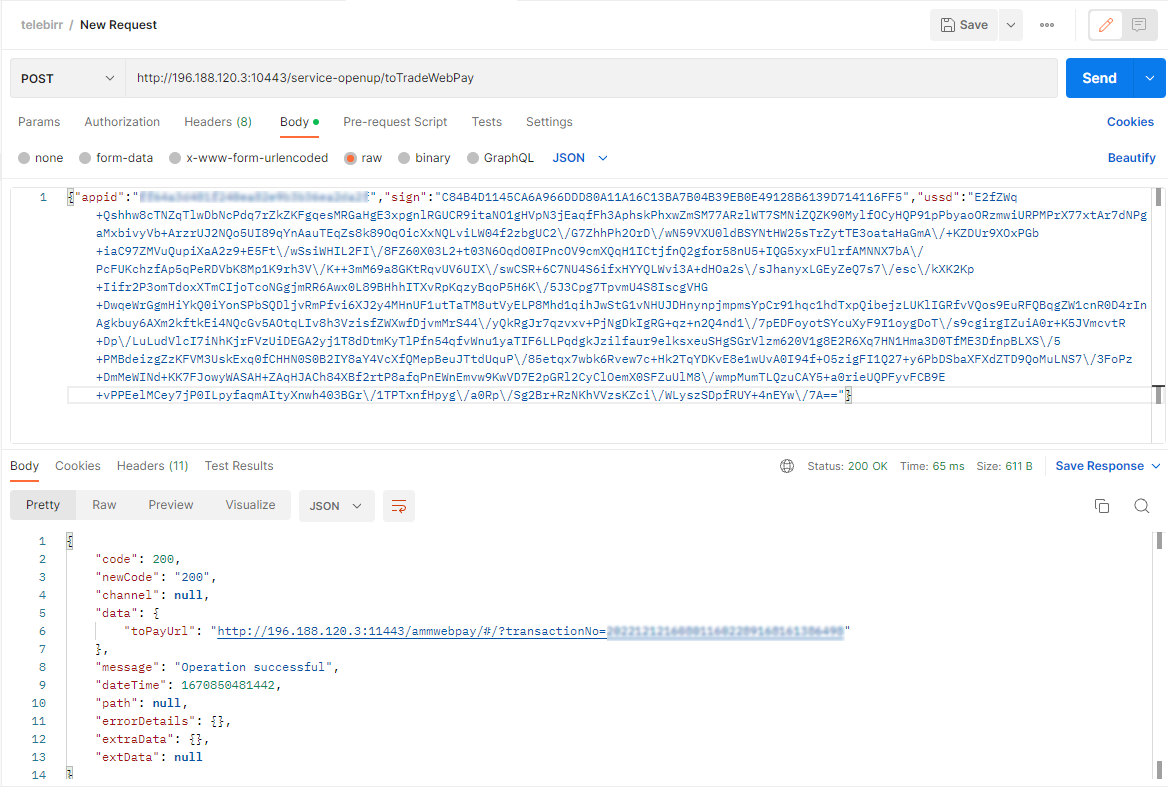 telebirr / New Request
Save
POST
http://196.188.120.3:10443/service-openup/toTradeWebPay
Send
Params Authorization Headers (8) Body Pre-request Script Tests Settings Cookies
none form-data x-www-form-urlencoded raw binary GraphQL JSON Beautify
1 {"appid":" ","sign":"C84B4D1145CA6A966DDD80A11A16C13BA7B04B39EB0E49128B6139D714116FF5","ussd":"E2fZWq
+Qshhw8cTNZqTlwDbNcPdq7rZkZKFgqesMRGaHgE3xpgnlRGUCR9itaNO1gHVpN3jEaqfFh3AphskPhxwZmSM77ARzlWT7SMNiZQZK90MylfOCyHQP91pPbyaoORzmwiURPMPrX77xtAr7dNPg
aMxbivyVb+ArzrUJ2NQo5UI89qYnAauTEqZs8k89OqOicXxNQLviLW04f2zbgUC2\/G7ZhhPh2OrD\/wN59VXU0ldBSYNtHW25sTrZytTE3oataHaGmA\/+KZDUr9XOxPGb
+iaC97ZMVuQupiXaA2z9+E5Ft\/wSsiWHIL2FI\/8FZ60X03L2+t03N6OqdO0IPncOV9cmXQqH1ICtjfnQ2gfor58nU5+IQG5xyxFUlrfAMNNX7bA\/
PcFUKchzfAp5qPeRDVbK8Mp1K9rh3V\/K++3mM69a8GKtRqvUV6UIX\/swCSR+6C7NU4S6ifxHYYQLWvi3A+dHOa2s\/sJhanyxLGEyZeQ7s7\/esc\/kXK2Kp
+Iifr2P3omTdoxXTmCIjoTcoNGgjmRR6Awx0L89BHhhITXvRpKqzyBqoP5H6K\/5J3Cpg7TpvmU4S8IscgVHG
+DwqeWrGgmHiYkQ0iYonSPbSQDljvRmPfvi6XJ2y4MHnUF1utTaTM8utVyELP8Mhd1qihJwStG1vNHUJDHnynpjmpmsYpCr91hqc1hdTxpQibejzLUKlIGRfvVQos9EuRFQBqgZW1cnR0D4rIn
Agkbuy6AXm2kftkEi4NQcGv5AOtqLIv8h3VzisfZWXwfDjvmMrS44\/yQkRgJr7qzvxv+PjNgDkIgRG+qz+n2Q4nd1\/7pEDFoyotSYcuXyF9I1oygDoT\/s9cgirgIZuiA0r+K5JVmcvtR
+Dp\/LuLudVlcI7iNhKjrFVzUiDEGA2yj1T8dDtmKyTlPfn54qfvWnu1yaTIF6LLPqdgkJzilfaur9elksxeuSHgSGrVlzm620V1g8E2R6Xq7HN1Hma3D0TfME3DfnpBLXS\/5
+PMBdeizgZzKFVM3UskExq0fCHHN0S0B2IY8aY4VcXfQMepBeuJTtdUquP\/85etqx7wbk6Rvew7c+Hk2TqYDKvE8e1wUvA0I94f+O5zigFI1Q27+y6PbDSbaXFXdZTD9QoMuLNS7\/3FoPz
+DmMeWINd+KK7FJowyWASAH+ZAqHJACh84XBf2rtP8afqPnEWnEmvw9KwVD7E2pGRl2CyClOemX0SFZuUlM8\/wmpMumTLQzuCAY5+a0rieUQPFyvFCB9E
+vPPEelMCey7jP0ILpyfaqmAItyXnwh403BGr\/1TPTxnfHpyg\/a0Rp\/Sg2Br+RzNKhVVzsKZci\/WLyszSDpfRUY+4nEYw\/7A=="}
Body Cookies Headers (11) Test Results Status: 200 OK Time: 65 ms Size: 611 B Save Response
Pretty Raw Preview Visualize JSON
1 {
2 "code": 200,
3 "newCode": "200",
4 "channel": null,
5 "data": {
6 "toPayUrl": "http://196.188.120.3:11443/ammwebpay/#/?transactionNo= "
7 },
8 "message": "Operation successful",
9 "dateTime": 1670850481442,
10 "path": null,
11 "errorDetails": {},
12 "extraData": {},
13 "extData": null
14 }